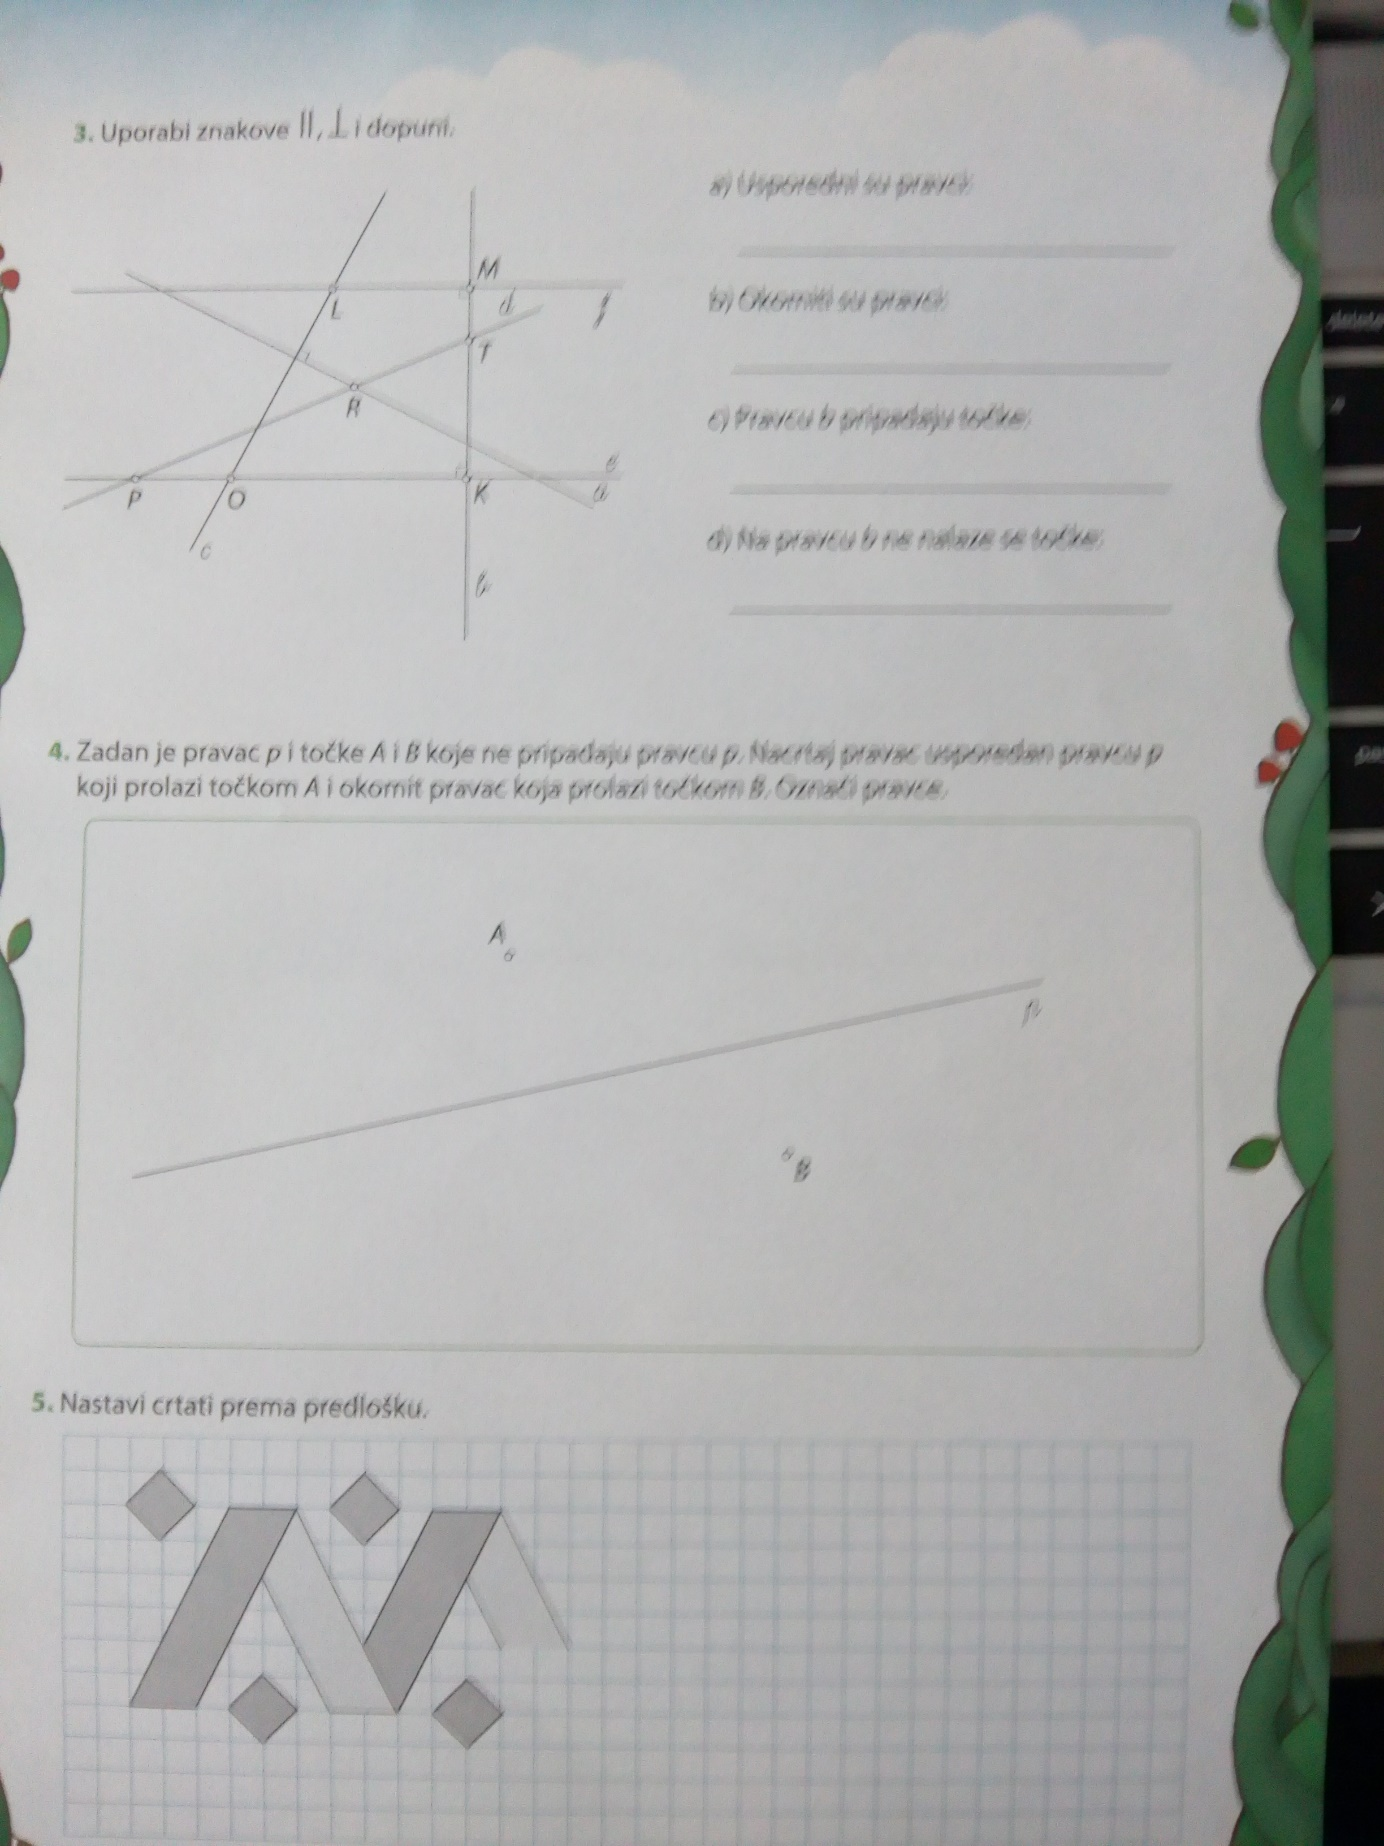 3. Uporabi znakove ||, ⊥ i dopuni.
a) Usporedni su pravci:
b) Okomiti su pravci:
c) Pravcu b pripadaju točke:
d) Na pravcu b ne nalaze se točke:
M
L
d
f
T
R
e
P
O
K
a
c
b
4. Zadan je pravac p i točke A i B koje ne pripadaju pravcu p. Nacrtaj pravac usporedan pravcu p
koji prolazi točkom A i okomit pravac koja prolazi točkom B. Označi pravce.
A
p
B
5. Nastavi crtati prema predlošku.